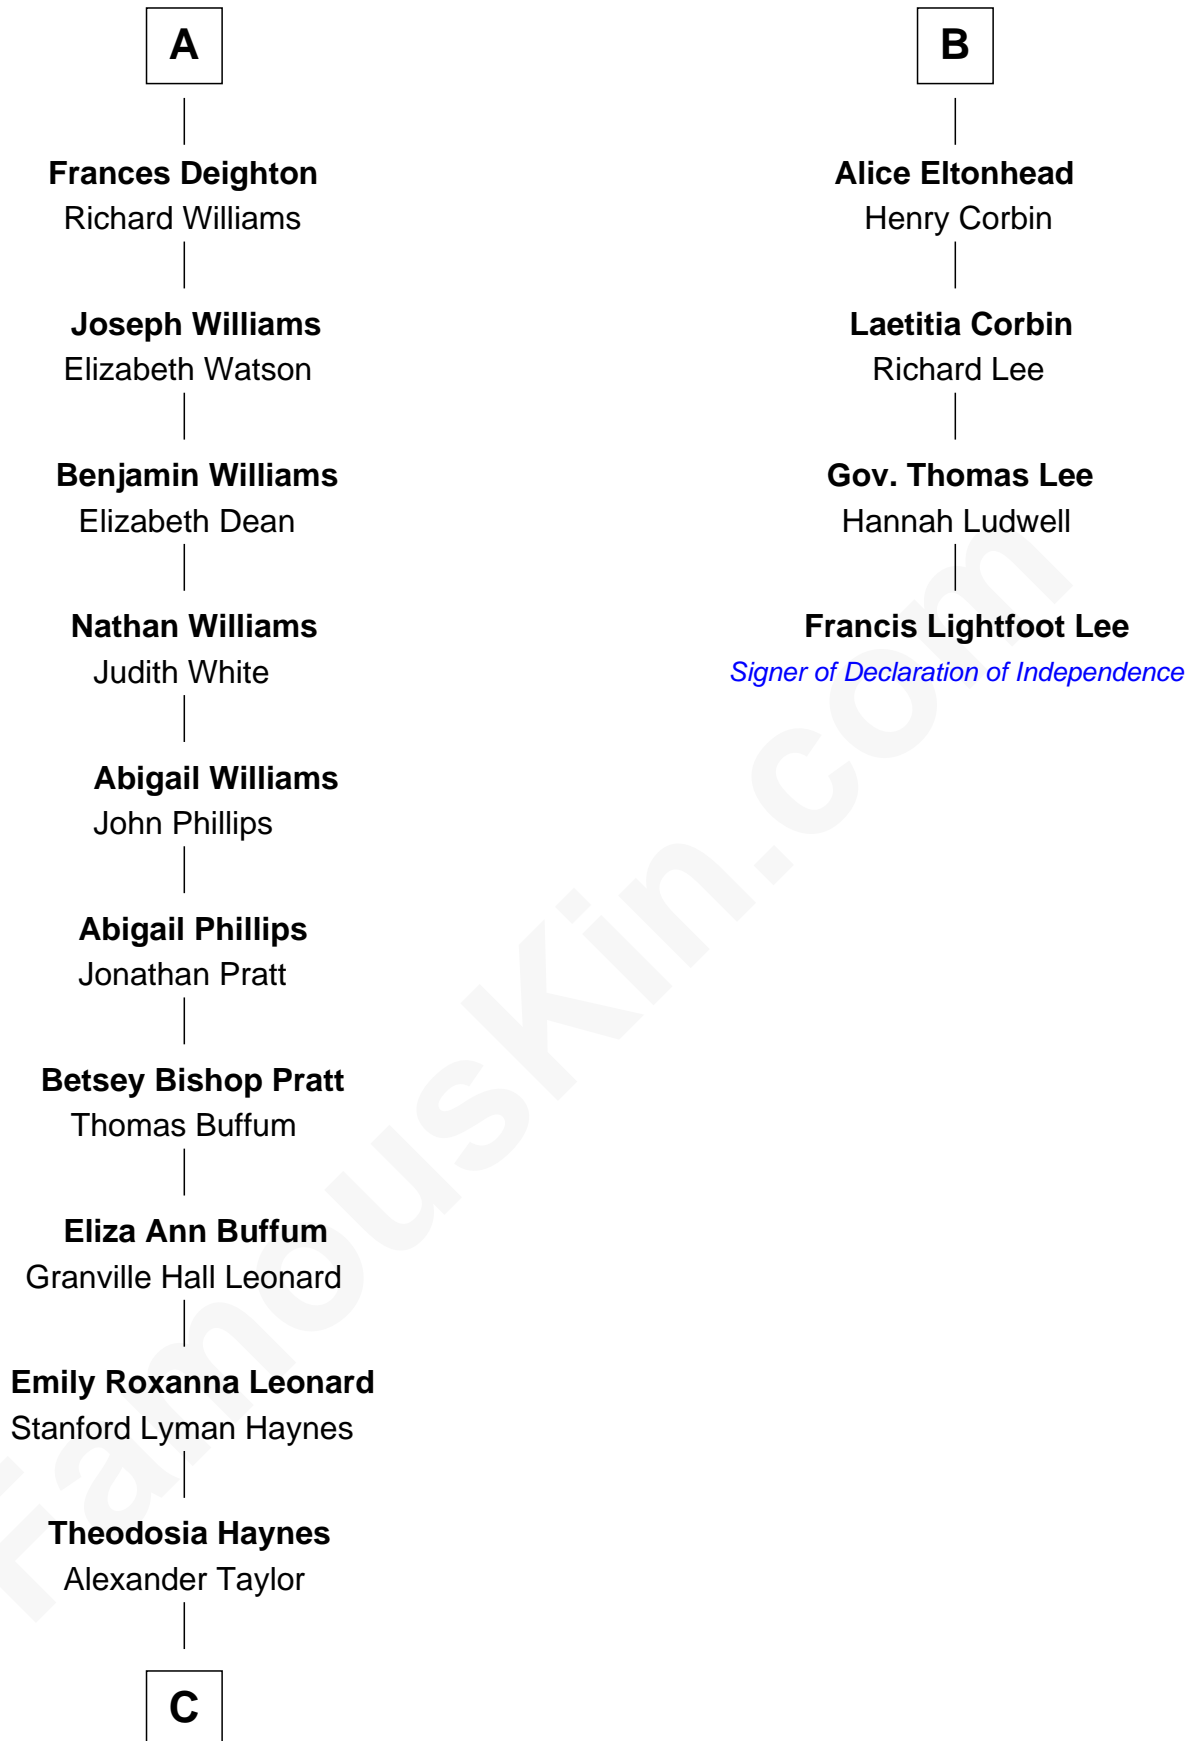 A
Frances Deighton
Richard Williams
Joseph Williams
Elizabeth Watson
Benjamin Williams
Elizabeth Dean
Nathan Williams
Judith White
Abigail Williams
John Phillips
Abigail Phillips
Jonathan Pratt
Betsey Bishop Pratt
Thomas Buffum
Eliza Ann Buffum
Granville Hall Leonard
Emily Roxanna Leonard
Stanford Lyman Haynes
Theodosia Haynes
Alexander Taylor
C
B
Alice Eltonhead
Henry Corbin
Laetitia Corbin
Richard Lee
Gov. Thomas Lee
Hannah Ludwell
Francis Lightfoot Lee
Signer of Declaration of Independence
FamousKin.com